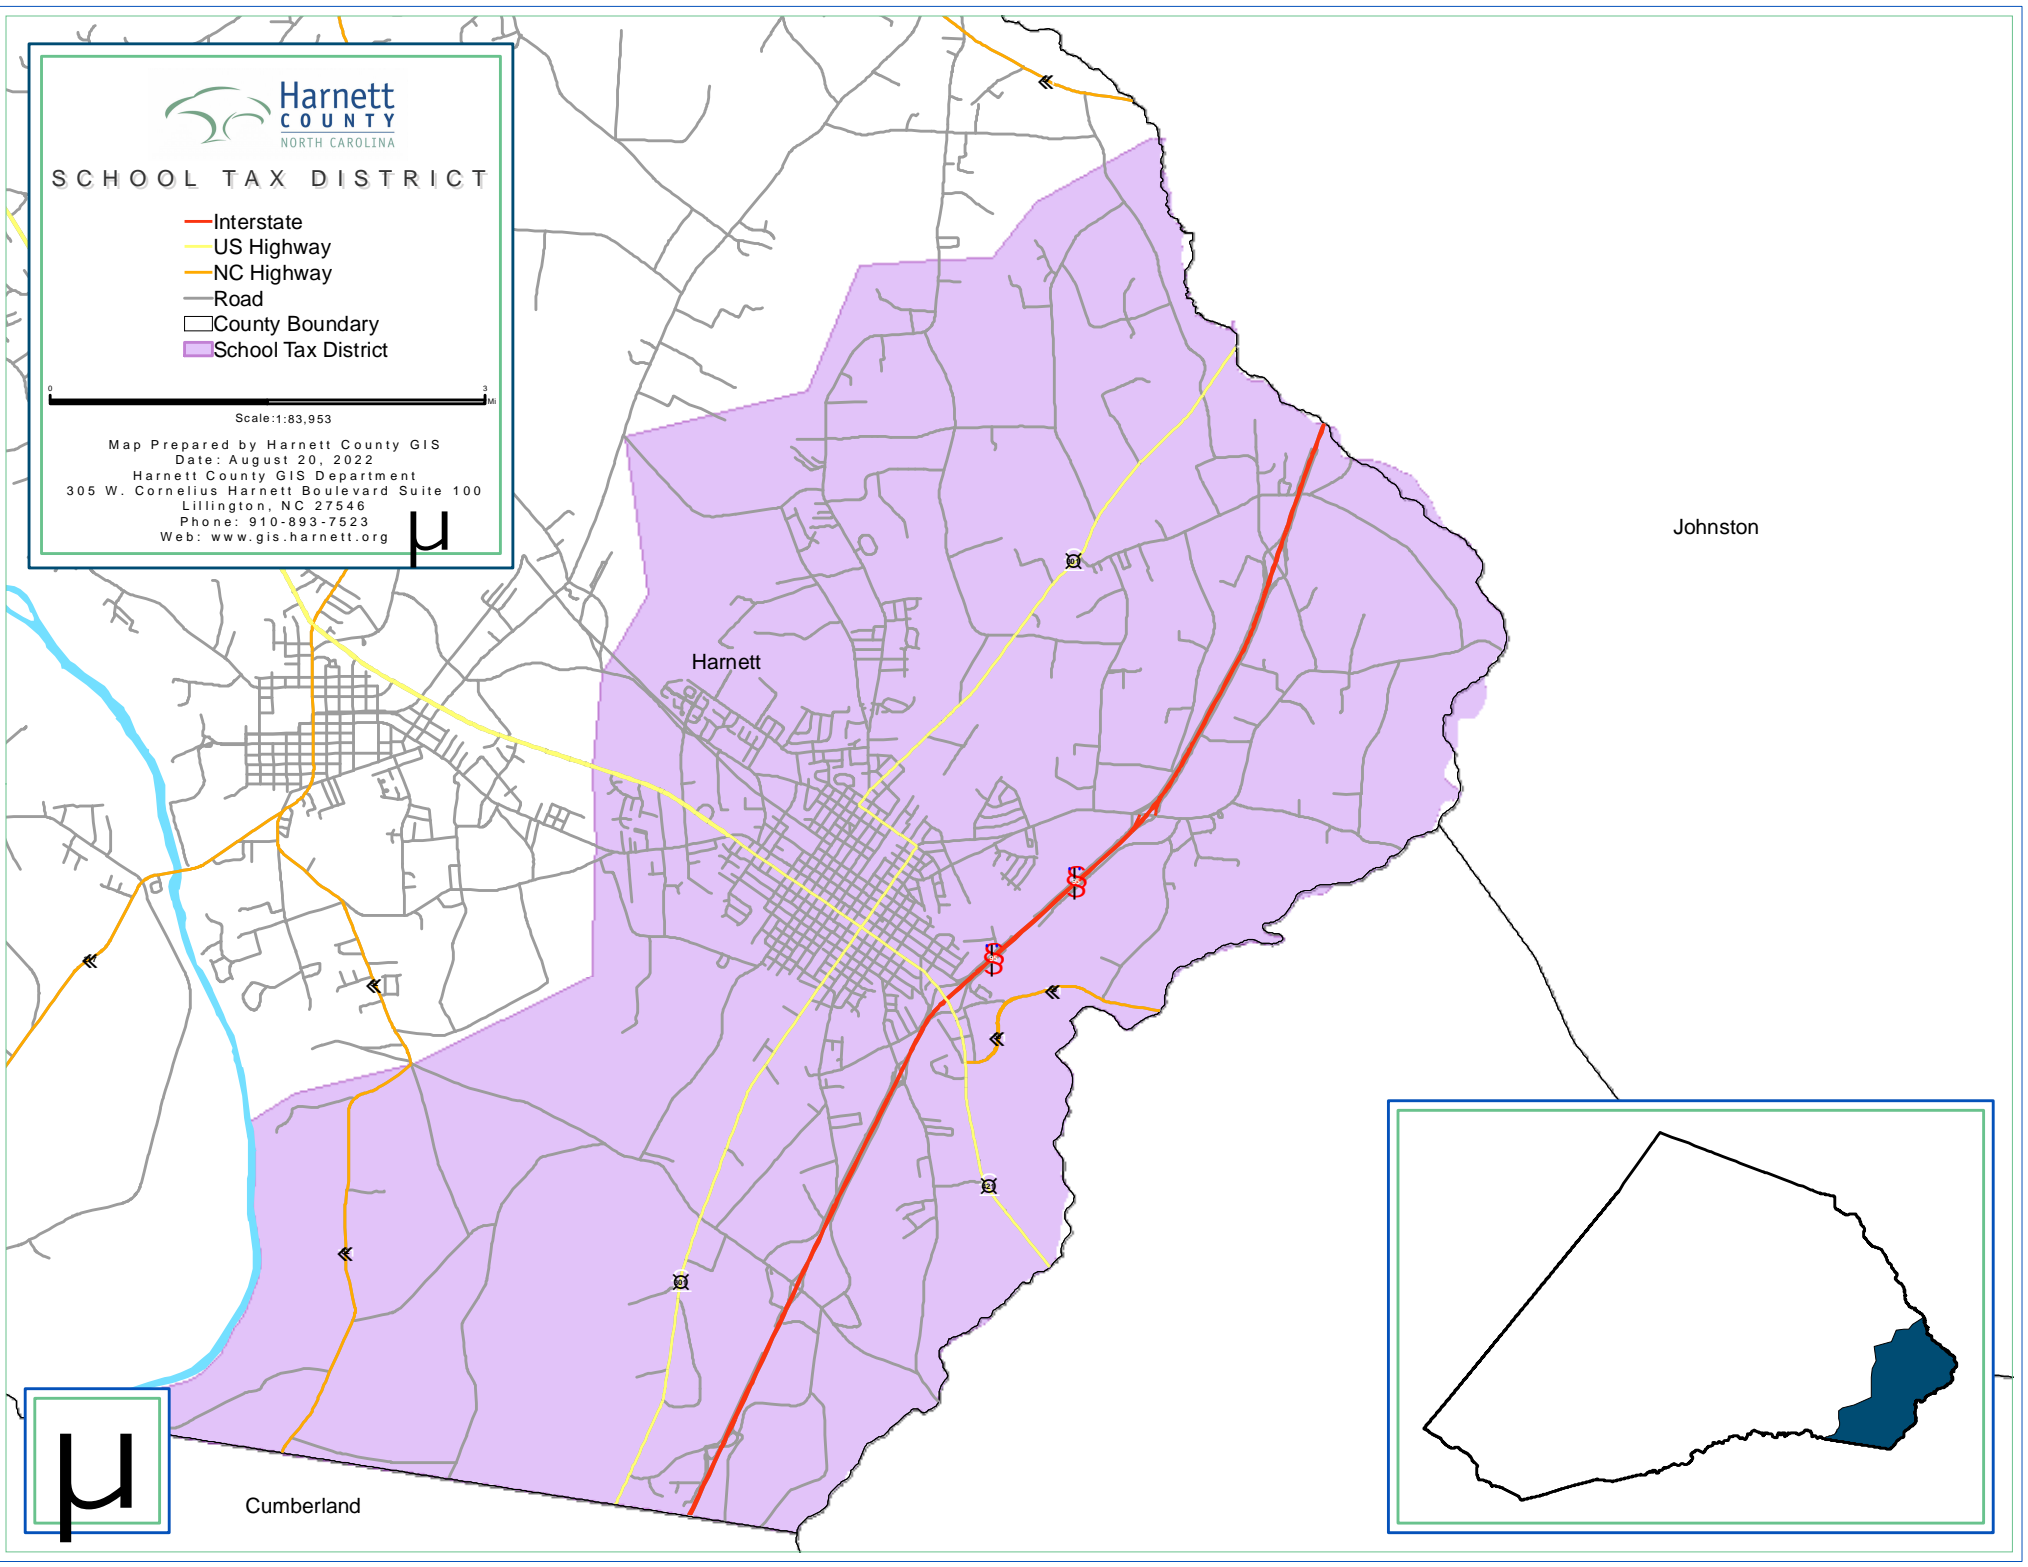 Harnett
COUNTY
NORTH CAROLINA
SCHOOL TAX DISTRICT
Interstate
US Highway
NC Highway
Road
County Boundary
School Tax District
0 3
Mi
Scale:1:83,953
Map Prepared by Harnett County GIS
Date: August 20, 2022
Harnett County GIS Department
305 W. Cornelius Harnett Boulevard Suite 100
Lillington, NC 27546
Phone: 910-893-7523
Web: www.gis.harnett.org
µ
Johnston
Harnett
301
421
301
Cumberland
µ